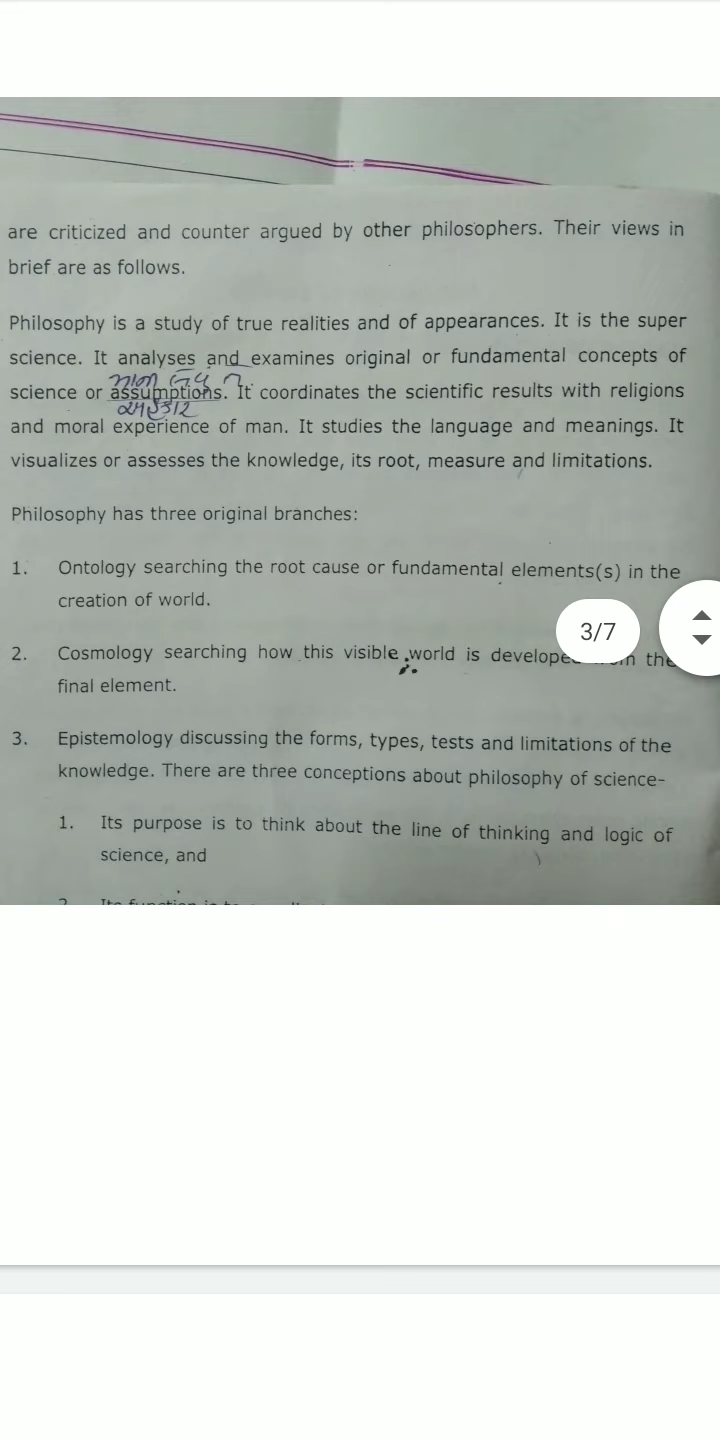 are criticized and counter argued by other philosophers. Their views in
brief are as follows.
Philosophy is a study of true realities and of appearances. It is the super
science. It analyses and examines original or fundamental concepts of
science or assumptions. It coordinates the scientific results with religions
and moral experience of man. It studies the language and meanings. It
visualizes or assesses the knowledge, its root, measure and limitations.
Philosophy has three original branches:
1. Ontology searching the root cause or fundamental elements(s) in the
creation of world.
3/7
2. Cosmology searching how this visible world is the
final element.
3. Epistemology discussing the forms, types, tests and limitations of the
knowledge. There are three conceptions about philosophy of science-
1. Its purpose is to think about the line of thinking and logic of
science, and